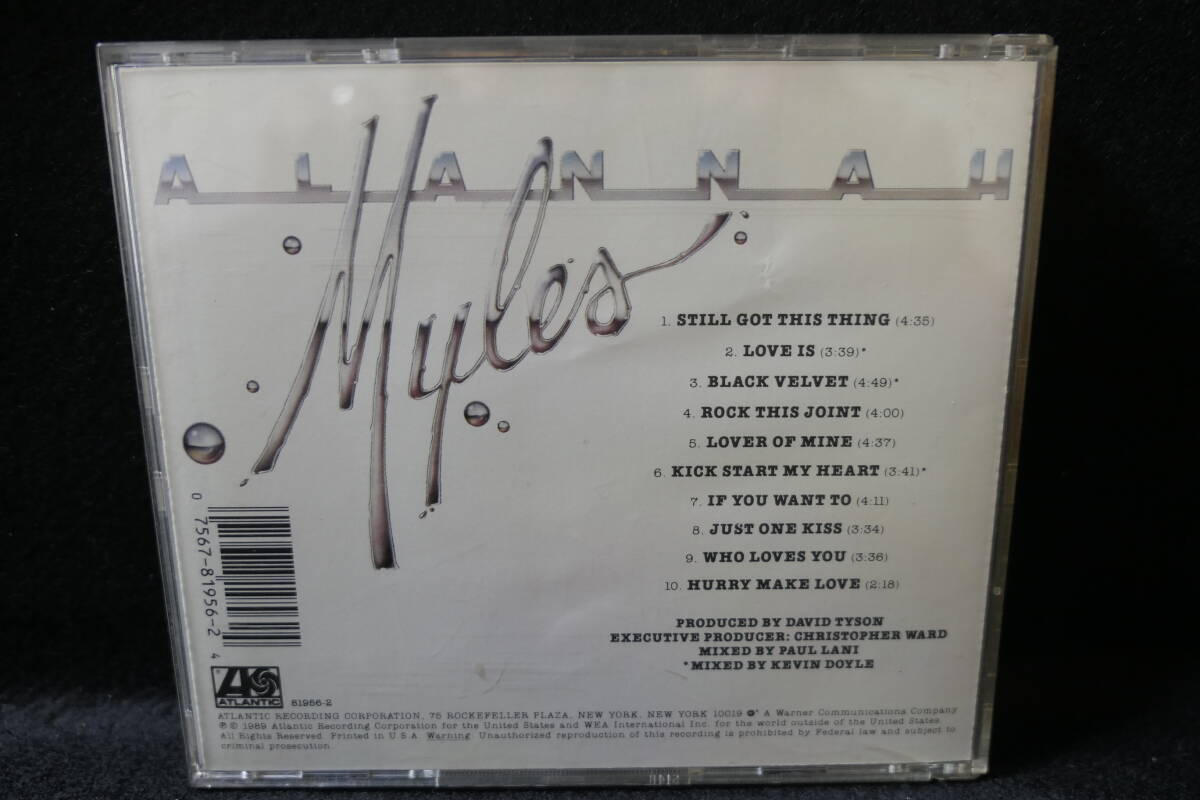 ALANNAH
Myles
1. STILL GOT THIS THING (4:35)
2. LOVE IS (3:39)*
3. BLACK VELVET (4:49)*
4. ROCK THIS JOINT (4:00)
5. LOVER OF MINE (4:37)
6. KICK START MY HEART (3:41)*
7. IF YOU WANT TO (4:11)
8. JUST ONE KISS (3:34)
9. WHO LOVES YOU (3:36)
10. HURRY MAKE LOVE (2:18)
PRODUCED BY DAVID TYSON
EXECUTIVE PRODUCER: CHRISTOPHER WARD
MIXED BY PAUL LANI
*MIXED BY KEVIN DOYLE
0 7567-81956-2 4
ATLANTIC
81956-2
ATLANTIC RECORDING CORPORATION, 75 ROCKEFELLER PLAZA, NEW YORK, NEW YORK 10019 A Warner Communications Company
℗ © 1989 Atlantic Recording Corporation for the United States and WEA International Inc. for the world outside of the United States.
All Rights Reserved. Printed in U.S.A. Warning: Unauthorized reproduction of this recording is prohibited by Federal law and subject to
criminal prosecution.